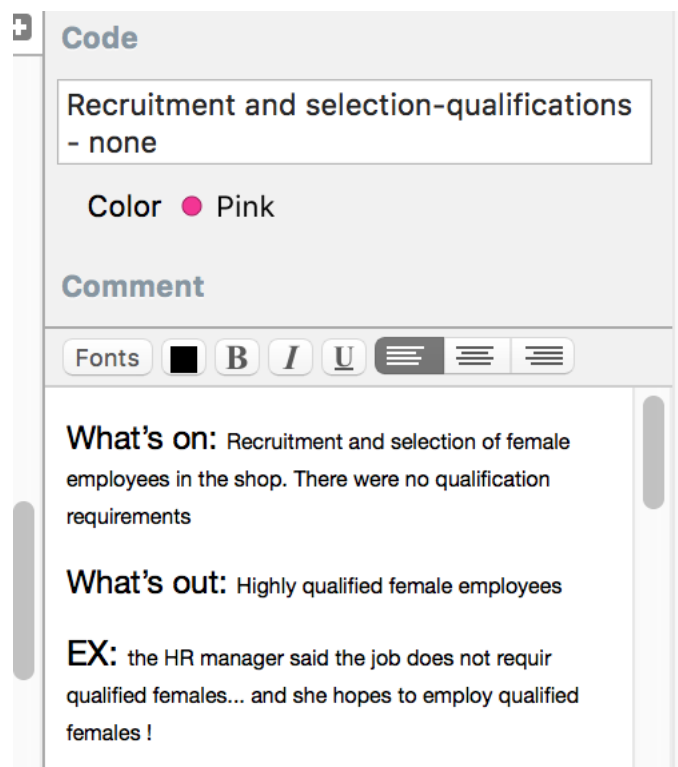 Code
Recruitment and selection-qualifications
- none
Color Pink
Comment
Fonts B I U
What's on: Recruitment and selection of female
employees in the shop. There were no qualification
requirements
What's out: Highly qualified female employees
EX: the HR manager said the job does not requir
qualified females... and she hopes to employ qualified
females !